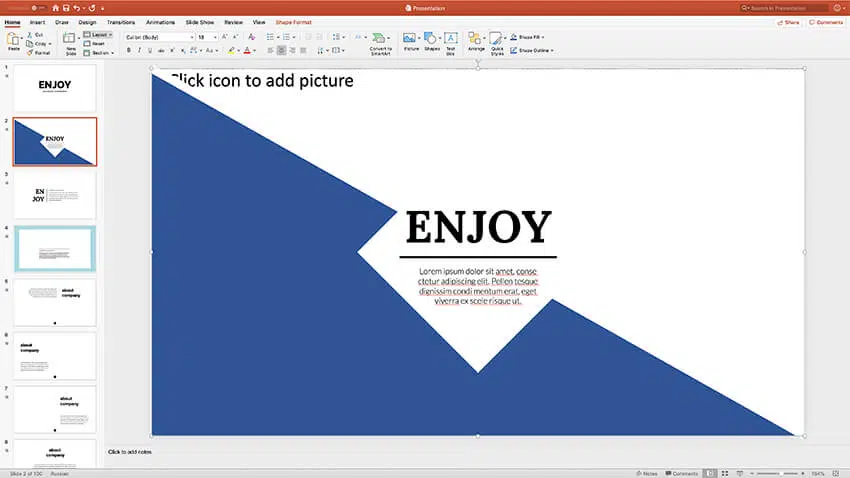 Presentation
Search in Presentation
Home Insert Draw Design Transitions Animations Slide Show Review View Shape Format
Share Comments
Paste
Cut
Copy
Format
New
Slide
Layout
Reset
Section
Calibri (Body) 18
Convert to
SmartArt
Picture
Shapes
Text
Box
Arrange
Quick
Styles
Shape Fill
Shape Outline
1
ENJOY
2
ENJOY
3
EN
JOY
4
5
about
company
6
about
company
7
about
company
8
about
company
Click icon to add picture
ENJOY
Lorem ipsum dolor sit amet, conse
ctetur adipiscing elit. Pellen tesque
dignissim condi mentum erat, eget
viverra ex scele risque ut.
Click to add notes
Slide 2 of 100 Russian
Notes Comments 164%